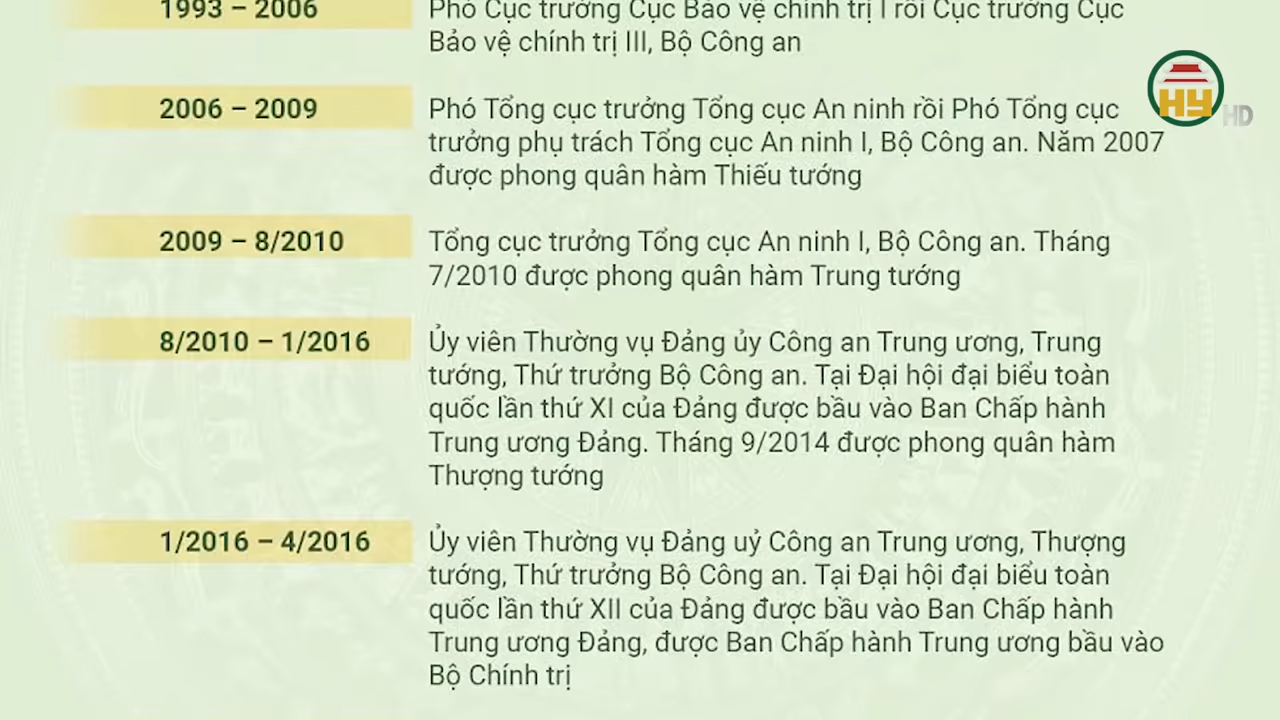 1993 – 2006
Phó Cục trưởng Cục Bảo vệ chính trị I rồi Cục trưởng Cục
Bảo vệ chính trị III, Bộ Công an
2006 – 2009
Phó Tổng cục trưởng Tổng cục An ninh rồi Phó Tổng cục
trưởng phụ trách Tổng cục An ninh I, Bộ Công an. Năm 2007
được phong quân hàm Thiếu tướng
HY HD
2009 – 8/2010
Tổng cục trưởng Tổng cục An ninh I, Bộ Công an. Tháng
7/2010 được phong quân hàm Trung tướng
8/2010 – 1/2016
Ủy viên Thường vụ Đảng ủy Công an Trung ương, Trung
tướng, Thứ trưởng Bộ Công an. Tại Đại hội đại biểu toàn
quốc lần thứ XI của Đảng được bầu vào Ban Chấp hành
Trung ương Đảng. Tháng 9/2014 được phong quân hàm
Thượng tướng
1/2016 – 4/2016
Ủy viên Thường vụ Đảng uỷ Công an Trung ương, Thượng
tướng, Thứ trưởng Bộ Công an. Tại Đại hội đại biểu toàn
quốc lần thứ XII của Đảng được bầu vào Ban Chấp hành
Trung ương Đảng, được Ban Chấp hành Trung ương bầu vào
Bộ Chính trị